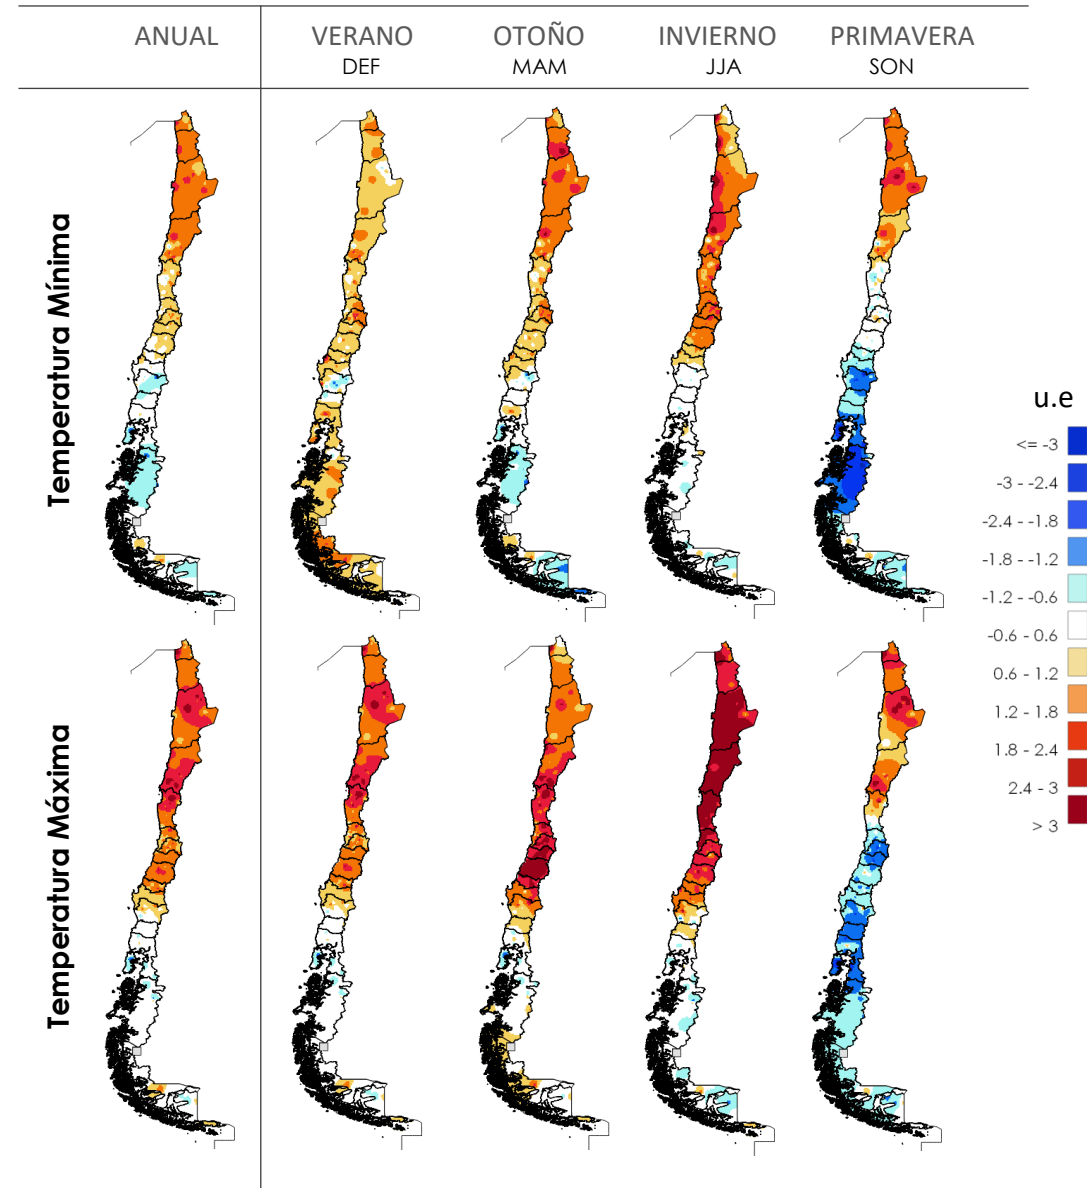 ANUAL
VERANO
DEF
OTOÑO
MAM
INVIERNO
JJA
PRIMAVERA
SON
Temperatura Mínima
Temperatura Máxima
u.e
<= -3
-3 - -2.4
-2.4 - -1.8
-1.8 - -1.2
-1.2 - -0.6
-0.6 - 0.6
0.6 - 1.2
1.2 - 1.8
1.8 - 2.4
2.4 - 3
> 3